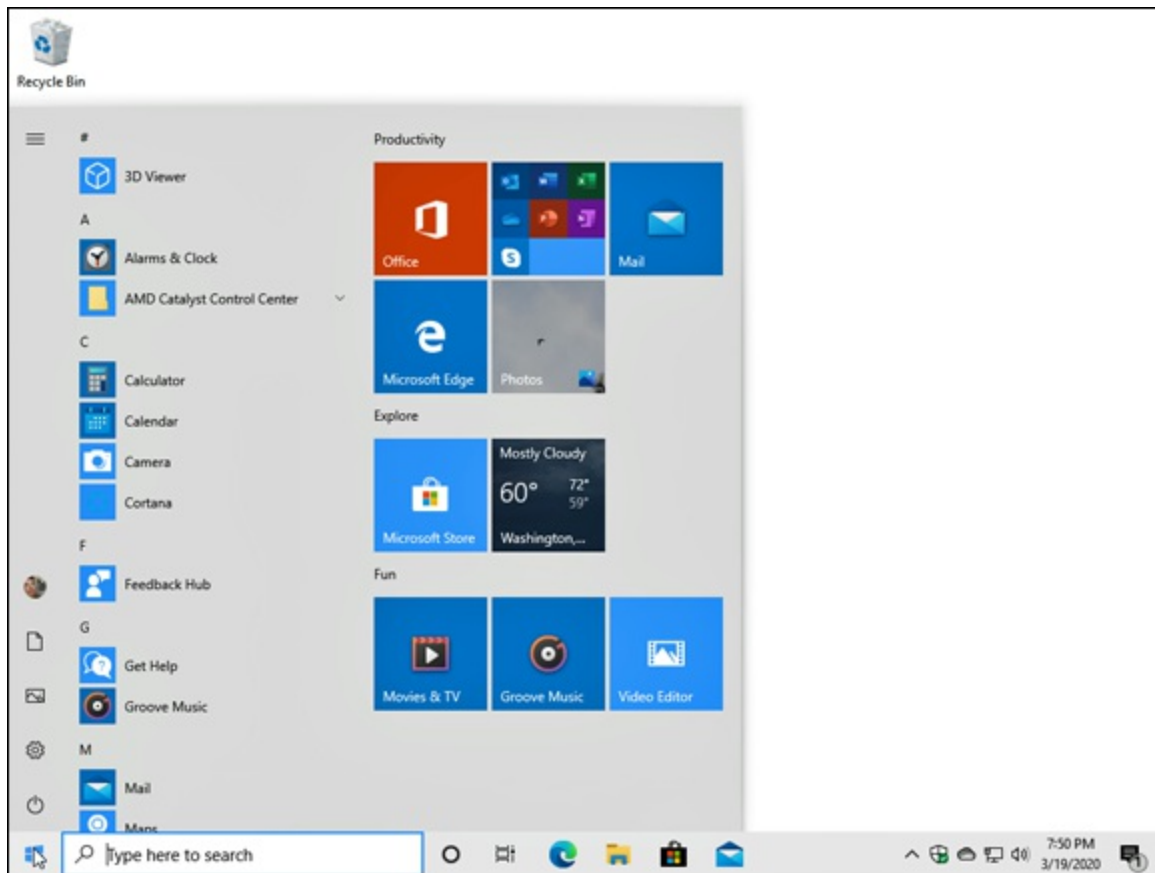 Recycle Bin
#
3D Viewer
A
Alarms & Clock
AMD Catalyst Control Center
C
Calculator
Calendar
Camera
Cortana
F
Feedback Hub
G
Get Help
Groove Music
M
Mail
Maps
Productivity
Office
Mail
Microsoft Edge
Photos
Explore
Microsoft Store
Mostly Cloudy
60° 72°
59°
Washington,...
Fun
Movies & TV
Groove Music
Video Editor
Type here to search
7:50 PM
3/19/2020
1